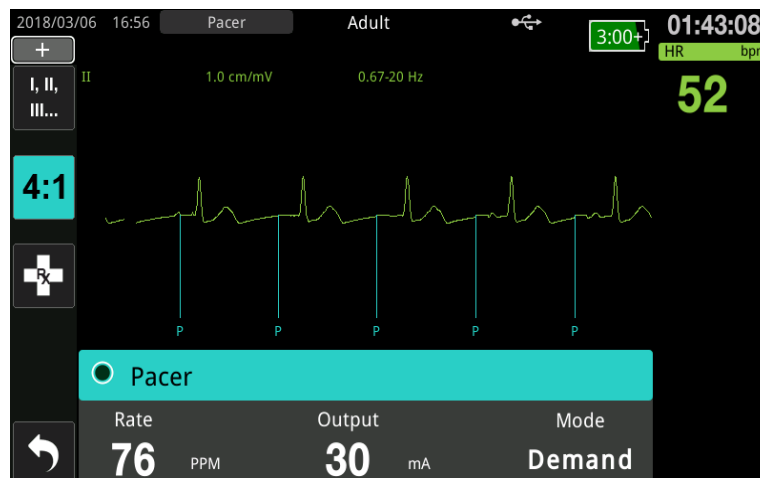 2018/03/06 16:56 Pacer Adult 3:00+ 01:43:08
+
HR bpm
I, II,
III...
II 1.0 cm/mV 0.67-20 Hz
52
4:1
Rx
P P P P P
Pacer
Rate Output Mode
76 PPM 30 mA Demand